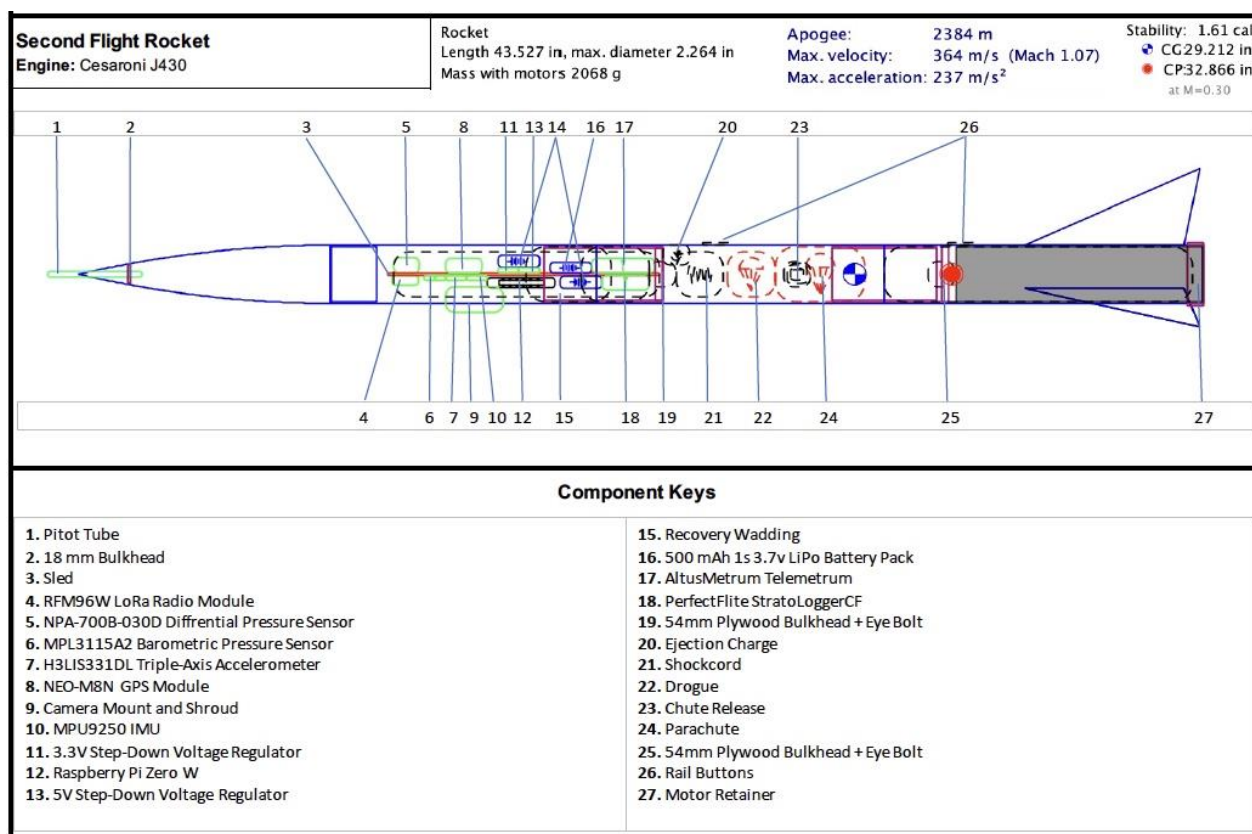 Second Flight Rocket
Engine: Cesaroni J430
Rocket
Length 43.527 in, max. diameter 2.264 in
Mass with motors 2068 g
Apogee: 2384 m
Max. velocity: 364 m/s (Mach 1.07)
Max. acceleration: 237 m/s²
Stability: 1.61 cal
CG29.212 in
CP32.866 in
at M=0.30
1 2 3 5 8 11 13 14 16 17 20 23 26
4 6 7 9 10 12 15 18 19 21 22 24 25 27
Component Keys
1. Pitot Tube
2. 18 mm Bulkhead
3. Sled
4. RFM96W LoRa Radio Module
5. NPA-700B-030D Diffrential Pressure Sensor
6. MPL3115A2 Barometric Pressure Sensor
7. H3LIS331DL Triple-Axis Accelerometer
8. NEO-M8N GPS Module
9. Camera Mount and Shroud
10. MPU9250 IMU
11. 3.3V Step-Down Voltage Regulator
12. Raspberry Pi Zero W
13. 5V Step-Down Voltage Regulator
15. Recovery Wadding
16. 500 mAh 1s 3.7v LiPo Battery Pack
17. AltusMetrum Telemetrum
18. PerfectFlite StratoLoggerCF
19. 54mm Plywood Bulkhead + Eye Bolt
20. Ejection Charge
21. Shockcord
22. Drogue
23. Chute Release
24. Parachute
25. 54mm Plywood Bulkhead + Eye Bolt
26. Rail Buttons
27. Motor Retainer